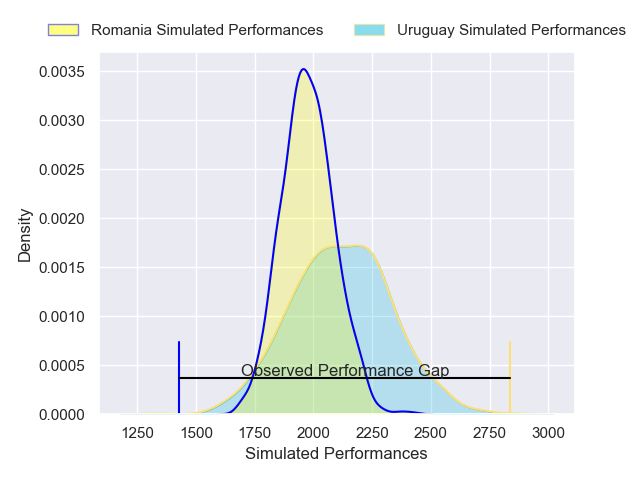 Romania Simulated Performances
Uruguay Simulated Performances
0.0035
0.0030
0.0025
0.0020
0.0015
0.0010
0.0005
0.0000
Density
Observed Performance Gap
1250 1500 1750 2000 2250 2500 2750 3000
Simulated Performances